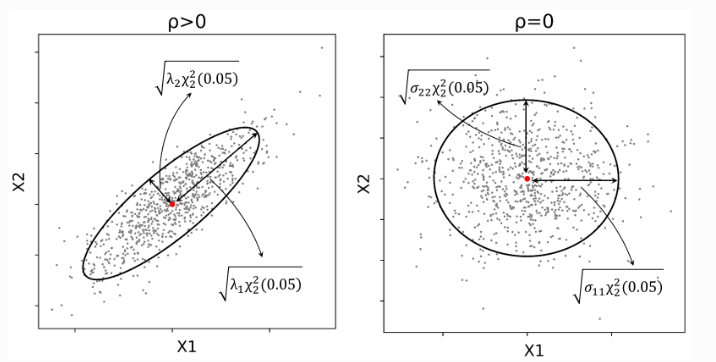 ρ>0
√λ₂χ₂²(0.05)
X2
√λ₁χ₂²(0.05)
X1
ρ=0
√σ₂₂χ₂²(0.05)
X2
√σ₁₁χ₂²(0.05)
X1